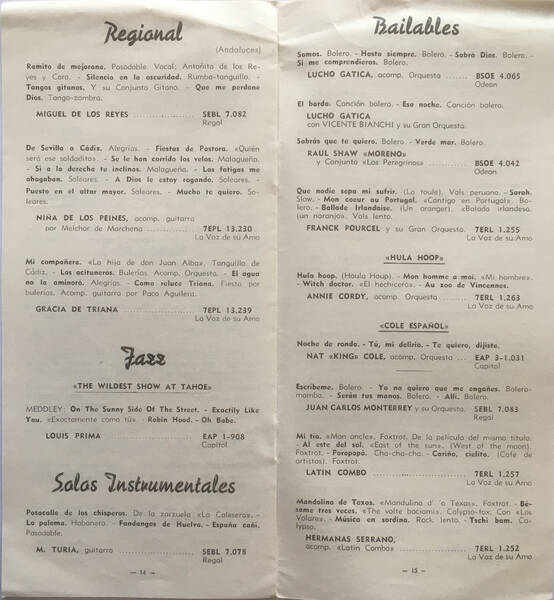 Regional
(Andaluces)
Ramito de mejorana. Pasodoble. Vocal: Antoñita de los Re-
yes y Caro. - Silencio en la oscuridad. Rumba-tanguillo. -
Tangos gitanos. Y su Conjunto Gitano. - Que me perdone
Dios. Tango-zambra.
MIGUEL DE LOS REYES .................. SEBL 7.082
Regal
De Sevilla a Cádiz. Alegrías. - Fiestas de Pastora. «Quién
será ese soldadito». - Se le han corrido los velos. Malagueña.
- Si a la derecha te inclinas. Malagueña. - Las fatigas me
ahogaban. Soleares. - A Dios le estoy rogando. Soleares. -
Puesto en el altar mayor. Soleares. - Mucho te quiero. So-
leares.
NIÑA DE LOS PEINES, acomp. guitarra
por Melchor de Marchena ............ 7EPL 13.230
La Voz de su Amo
Mi compañera. «La hija de don Juan Alba», Tanguillo de
Cádiz. - Los aceituneros. Bulerías. Acomp. Orquesta. - El agua
no la aminoró. Alegrías. - Como reluce Triana. Fiesta por
bulerías. Acomp. guitarra por Paco Aguilera.
GRACIA DE TRIANA ..................... 7EPL 13.239
La Voz de su Amo
Jazz
«THE WILDEST SHOW AT TAHOE»
MEDDLEY: On The Sunny Side Of The Street. - Exactily Like
You. «Exactamente como tú». - Robin Hood. - Oh Babe.
LOUIS PRIMA ........................... EAP 1-908
Capitol
Solos Instrumentales
Pasacalle de los chisperos. De la zarzuela «La Calesera». -
La paloma. Habanera. - Fandangos de Huelva. - España cañi.
Pasodoble.
M. TURIA, guitarra ..................... SEBL 7.078
Regal
— 14 —
Bailables
Somos. Bolero. - Hasta siempre. Bolero. - Sabrá Dios. Bolero. -
Si me comprendieras. Bolero.
LUCHO GATICA, acomp. Orquesta ...... BSOE 4.065
Odeon
El bardo. Canción bolero. - Esa noche. Canción bolero.
LUCHO GATICA
con VICENTE BIANCHI y su Gran Orquesta.
Sabrás que te quiero. Bolero. - Verde mar. Bolero.
RAUL SHAW «MORENO»
y Conjunto «Los Peregrinos» ......... BSOE 4.042
Odeon
Que nadie sepa mi sufrir. (La foule). Vals peruano. - Sarah.
Slow. - Mon coeur au Portugal. «Contigo en Portugal». Bo-
lero. - Ballade Irlandaise. (Un oranger). «Balada irlandesa.
(un naranjo». Vals lento.
FRANCK POURCEL y su Gran Orquesta. 7ERL 1.255
La Voz de su Amo
«HULA HOOP»
Hula hoop. (Houla Houp). - Mon homme a moi. «Mi hombre».
- Witch doctor. «El hechicero». - Au zoo de Vincennes.
ANNIE CORDY, acomp. Orquesta ...... 7ERL 1.263
La Voz de su Amo
«COLE ESPAÑOL»
Noche de ronda. - Tú, mi delirio. - Te quiero, dijiste.
NAT «KING» COLE, acomp. Orquesta ... EAP 3-1.031
Capitol
Escríbeme. Bolero. - Yo no quiero que me engañes. Bolero-
mambo. - Serán tus manos. Bolero. - Allí. Bolero.
JUAN CARLOS MONTERREY y su Orquesta. SEBL 7.083
Regal
Mi tío. «Mon oncle», Foxtrot. De la película del mismo título.
- Al este del sol. «East of the sun». (West of the moon).
Foxtrot. - Poropopó. Cha-cha-cha. - Cariño, cielito. (Café de
artistas). Foxtrot.
LATIN COMBO ........................... 7ERL 1.257
La Voz de su Amo
Mandolino de Texas. «Mandulina d' 'o Texas». Foxtrot. - Bé-
same tres veces. «The volte baciami». Calypso-fox. Con «Los
Volare». - Música en sordina. Rock lento. - Tschi bam. Ca-
lypso.
HERMANAS SERRANO,
acomp. «Latin Combo» ............... 7ERL 1.252
La Voz de su Amo
— 15 —